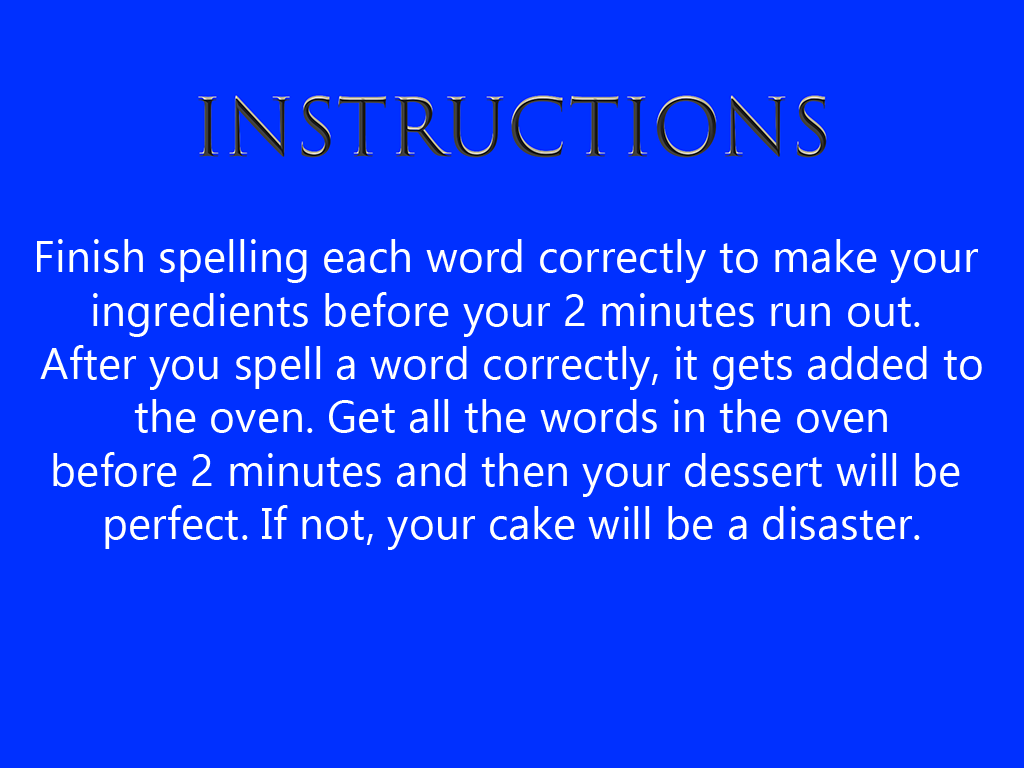 INSTRUCTIONS
Finish spelling each word correctly to make your
ingredients before your 2 minutes run out.
After you spell a word correctly, it gets added to
the oven. Get all the words in the oven
before 2 minutes and then your dessert will be
perfect. If not, your cake will be a disaster.